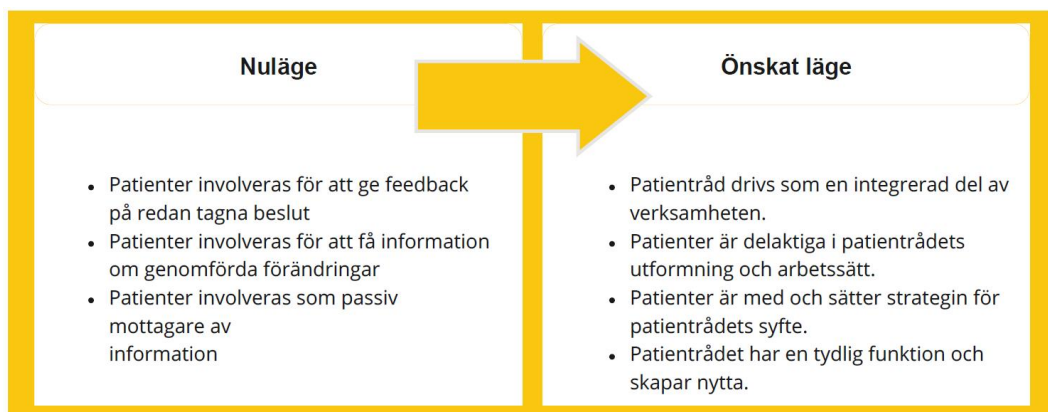 Nuläge
• Patienter involveras för att ge feedback
på redan tagna beslut
• Patienter involveras för att få information
om genomförda förändringar
• Patienter involveras som passiv
mottagare av
information
Önskat läge
• Patientråd drivs som en integrerad del av
verksamheten.
• Patienter är delaktiga i patientrådets
utformning och arbetssätt.
• Patienter är med och sätter strategin för
patientrådets syfte.
• Patientrådet har en tydlig funktion och
skapar nytta.